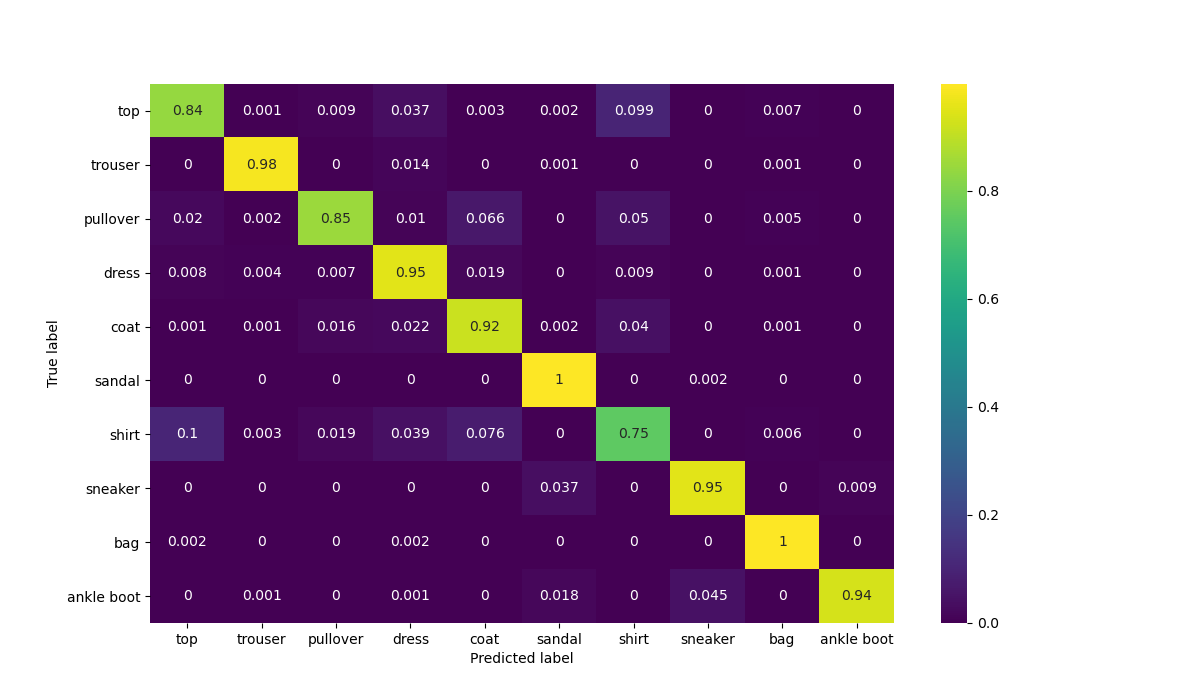 top 0.84 0.001 0.009 0.037 0.003 0.002 0.099 0 0.007 0
trouser 0 0.98 0 0.014 0 0.001 0 0 0.001 0
pullover 0.02 0.002 0.85 0.01 0.066 0 0.05 0 0.005 0
dress 0.008 0.004 0.007 0.95 0.019 0 0.009 0 0.001 0
coat 0.001 0.001 0.016 0.022 0.92 0.002 0.04 0 0.001 0
sandal 0 0 0 0 0 1 0 0.002 0 0
shirt 0.1 0.003 0.019 0.039 0.076 0 0.75 0 0.006 0
sneaker 0 0 0 0 0 0.037 0 0.95 0 0.009
bag 0.002 0 0 0.002 0 0 0 0 1 0
ankle boot 0 0.001 0 0.001 0 0.018 0 0.045 0 0.94
top trouser pullover dress coat sandal shirt sneaker bag ankle boot
Predicted label
True label
0.8
0.6
0.4
0.2
0.0